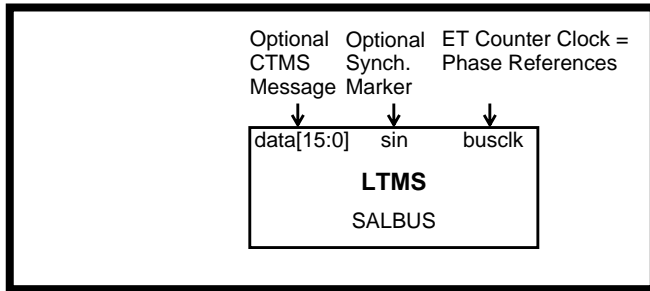 Optional Optional ET Counter Clock =
CTMS Synch. Phase References
Message Marker
data[15:0] sin busclk
LTMS
SALBUS